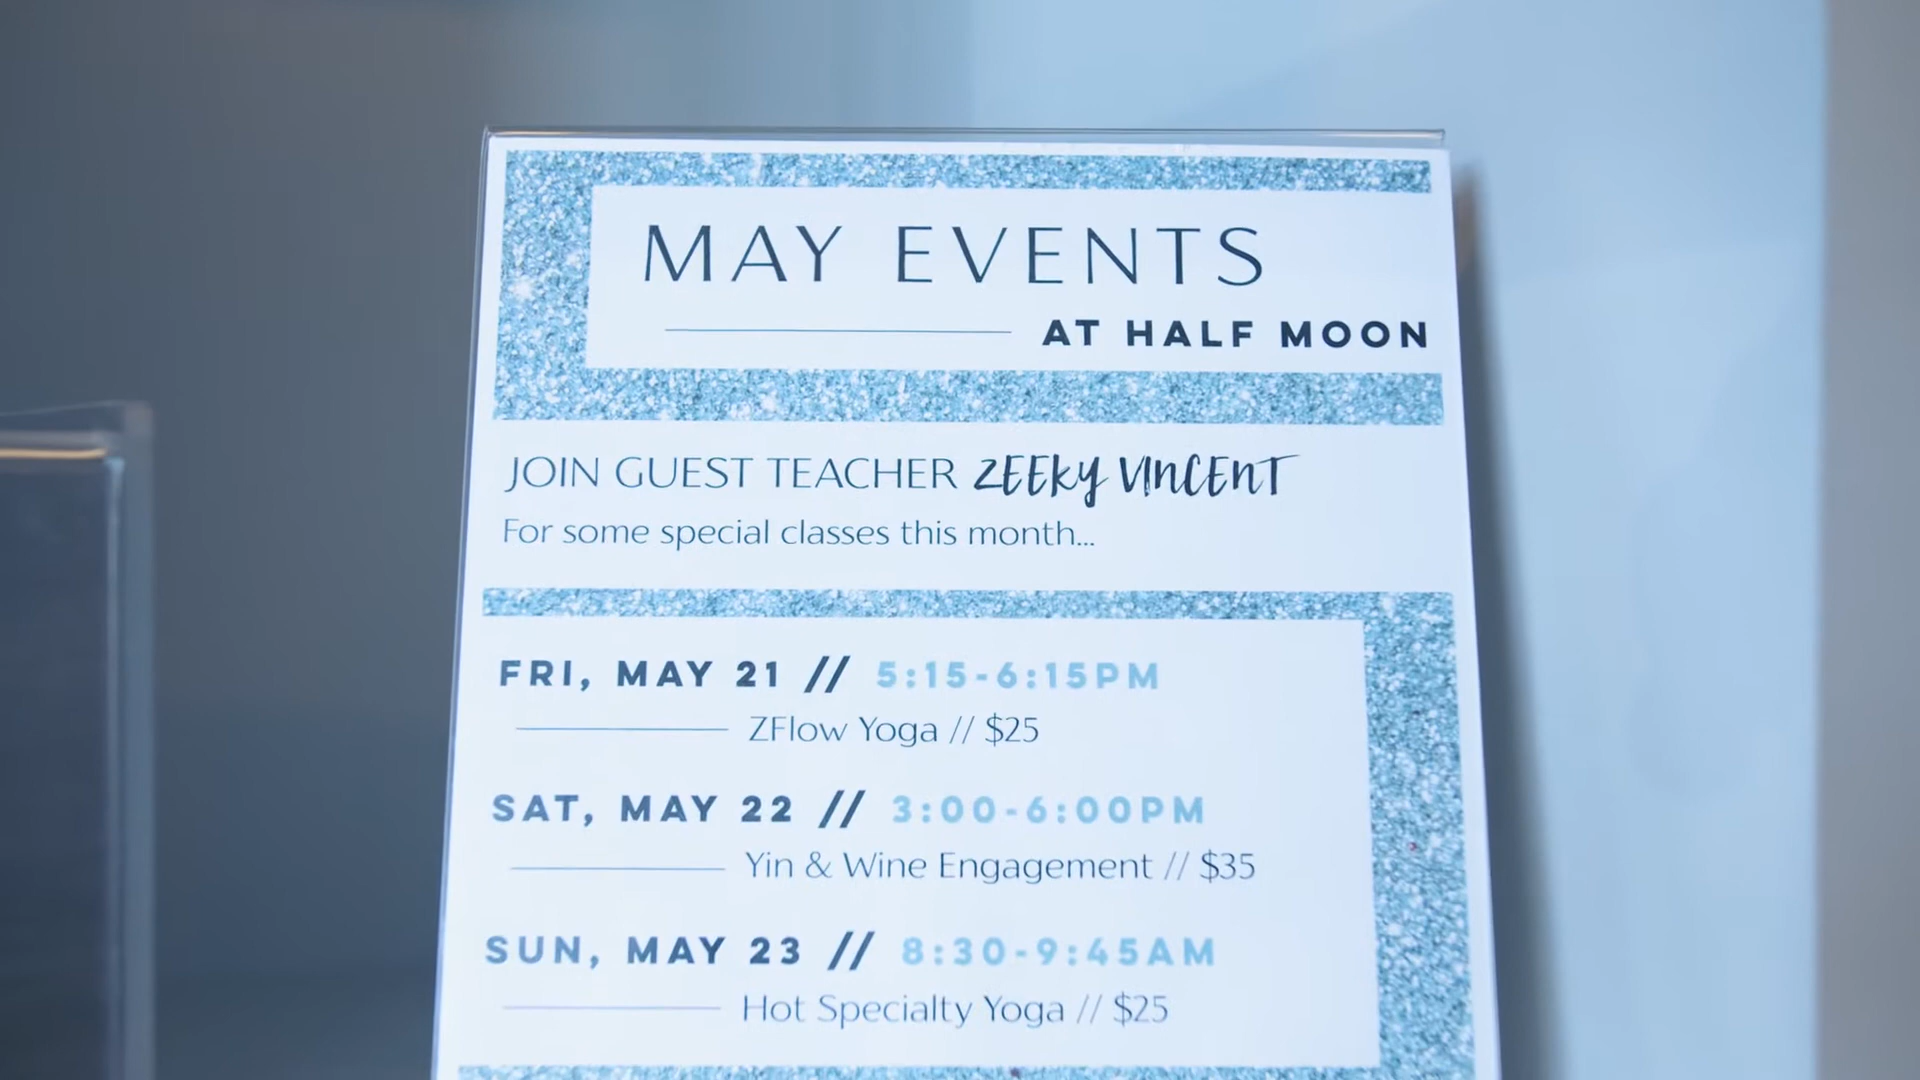 MAY EVENTS
AT HALF MOON
JOIN GUEST TEACHER ZEEKY VINCENT
For some special classes this month...
FRI, MAY 21 // 5:15-6:15PM
ZFlow Yoga // $25
SAT, MAY 22 // 3:00-6:00PM
Yin & Wine Engagement // $35
SUN, MAY 23 // 8:30-9:45AM
Hot Specialty Yoga // $25